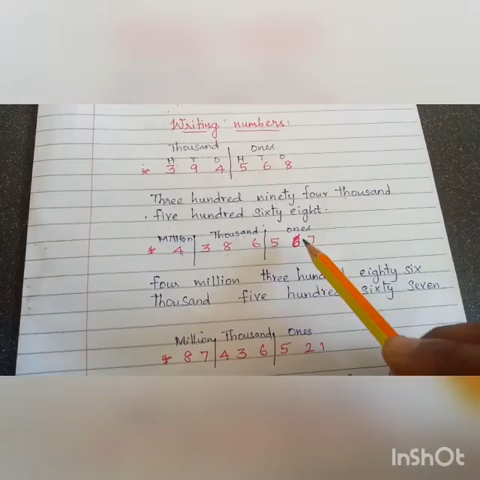 Writing numbers:
Thousand | Ones
H T O | H T O
* 3 9 4 | 5 6 8
Three hundred ninety four thousand
five hundred sixty eight.
Million | Thousand | Ones
* 4 | 3 8 6 | 5 6 7
Four million three hundred eighty six
Thousand five hundred sixty seven
Million | Thousand | Ones
* 8 7 | 4 3 6 | 5 2 1
InShOt